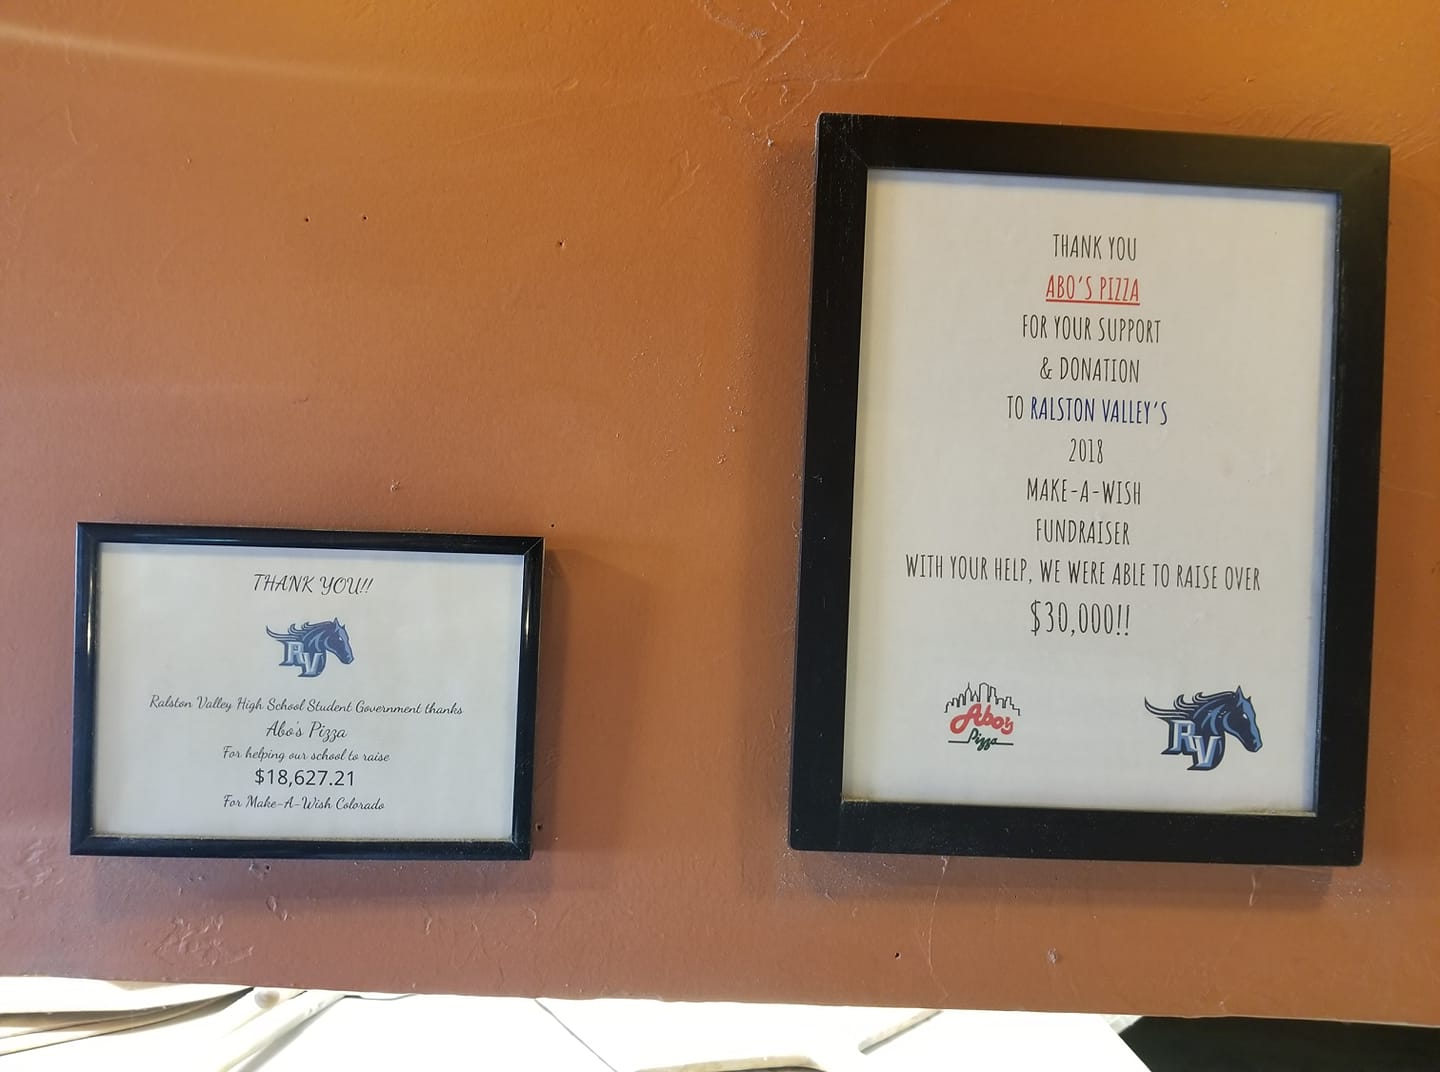 THANK YOU!!
RV
Ralston Valley High School Student Government thanks
Abo's Pizza
For helping our school to raise
$18,627.21
For Make-A-Wish Colorado
THANK YOU
ABO'S PIZZA
FOR YOUR SUPPORT
& DONATION
TO RALSTON VALLEY'S
2018
MAKE-A-WISH
FUNDRAISER
WITH YOUR HELP, WE WERE ABLE TO RAISE OVER
$30,000!!
Abo's
Pizza
RV